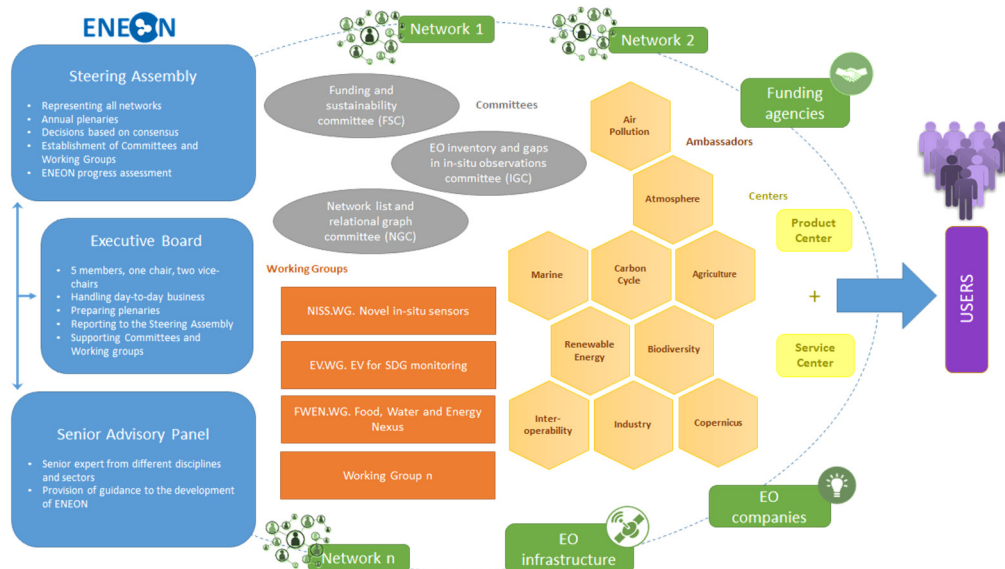 ENEON
Steering Assembly
• Representing all networks
• Annual plenaries
• Decisions based on consensus
• Establishment of Committees and
Working Groups
• ENEON progress assessment
Executive Board
• 5 members, one chair, two vice-
chairs
• Handling day-to-day business
• Preparing plenaries
• Reporting to the Steering Assembly
• Supporting Committees and
Working groups
Senior Advisory Panel
• Senior expert from different disciplines
and sectors
• Provision of guidance to the development
of ENEON
Network 1
Network 2
Funding
agencies
Funding and
sustainability
committee (FSC)
Committees
EO inventory and gaps
in in-situ observations
committee (IGC)
Network list and
relational graph
committee (NGC)
Working Groups
NISS.WG. Novel in-situ sensors
EV.WG. EV for SDG monitoring
FWEN.WG. Food, Water and Energy
Nexus
Working Group n
Air
Pollution
Ambassadors
Atmosphere
Marine
Carbon
Cycle
Agriculture
Renewable
Energy
Biodiversity
Inter-
operability
Industry
Copernicus
Centers
Product
Center
+
Service
Center
USERS
EO
companies
EO
infrastructure
Network n